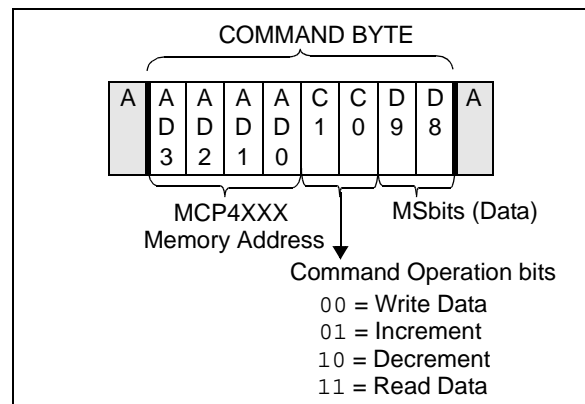 COMMAND BYTE
A A A A A C C D D A
D D D D 1 0 9 8
3 2 1 0
MCP4XXX MSbits (Data)
Memory Address
Command Operation bits
00 = Write Data
01 = Increment
10 = Decrement
11 = Read Data